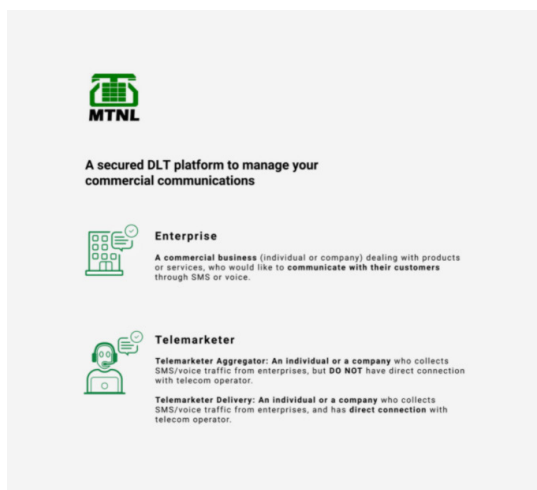 MTNL
A secured DLT platform to manage your
commercial communications
Enterprise
A commercial business (individual or company) dealing with products
or services, who would like to communicate with their customers
through SMS or voice.
Telemarketer
Telemarketer Aggregator: An individual or a company who collects
SMS/voice traffic from enterprises, but DO NOT have direct connection
with telecom operator.
Telemarketer Delivery: An individual or a company who collects
SMS/voice traffic from enterprises, and has direct connection with
telecom operator.